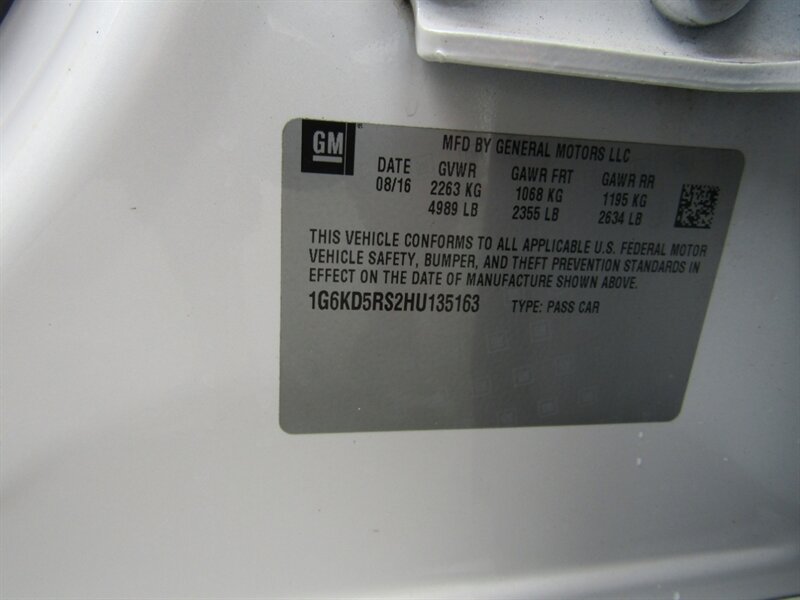 GM
MFD BY GENERAL MOTORS LLC
DATE GVWR GAWR FRT GAWR RR
08/16 2263 KG 1068 KG 1195 KG
4989 LB 2355 LB 2634 LB
THIS VEHICLE CONFORMS TO ALL APPLICABLE U.S. FEDERAL MOTOR
VEHICLE SAFETY, BUMPER, AND THEFT PREVENTION STANDARDS IN
EFFECT ON THE DATE OF MANUFACTURE SHOWN ABOVE.
1G6KD5RS2HU135163 TYPE: PASS CAR